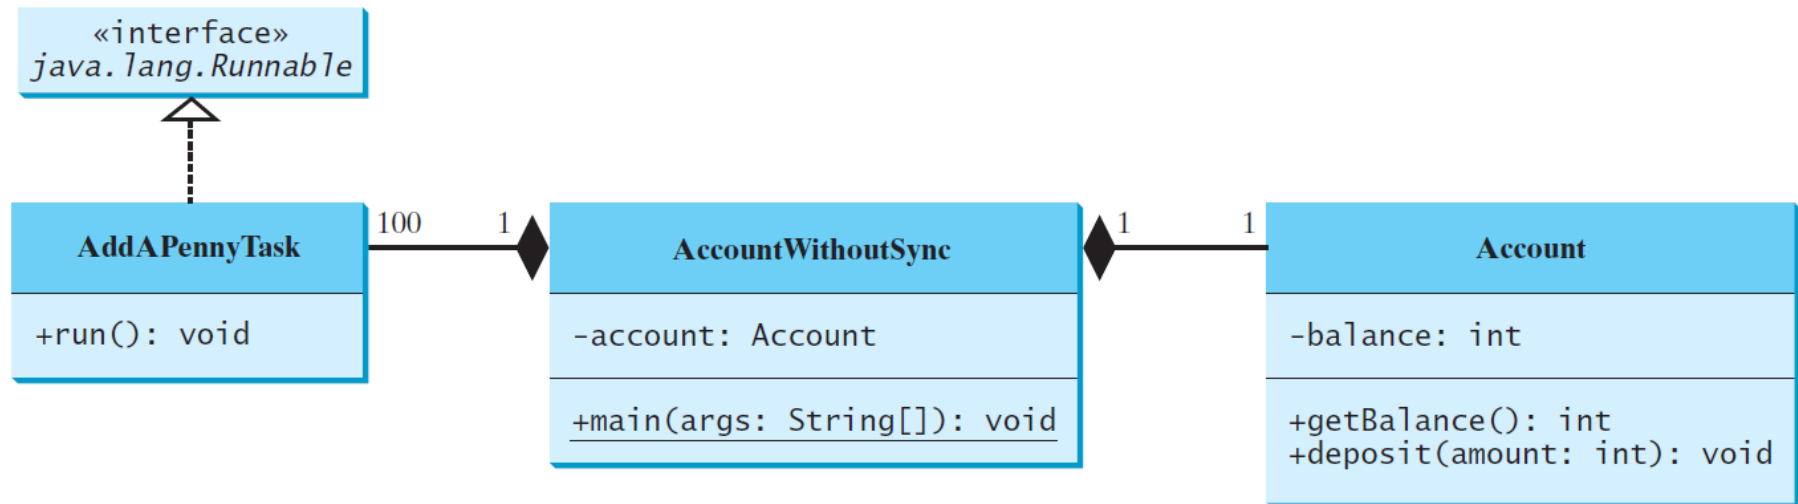 «interface»
java.lang.Runnable
AddAPennyTask
+run(): void
100
1
AccountWithoutSync
-account: Account
+main(args: String[]): void
1
1
Account
-balance: int
+getBalance(): int
+deposit(amount: int): void